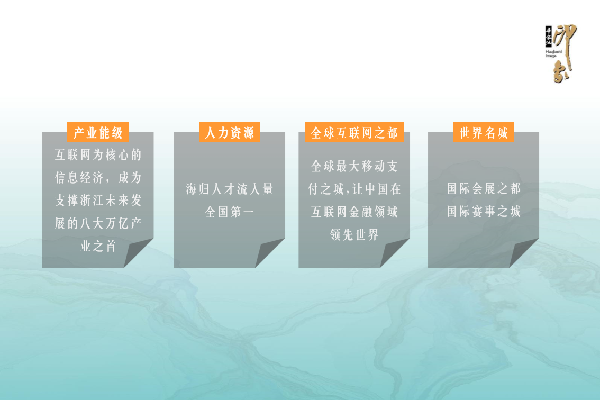 印象
产业能级
互联网为核心的
信息经济，成为
支撑浙江未来发
展的八大万亿产
业之首
人力资源
海归人才流入量
全国第一
全球互联网之都
全球最大移动支
付之城,让中国在
互联网金融领域
领先世界
世界名城
国际会展之都
国际赛事之城